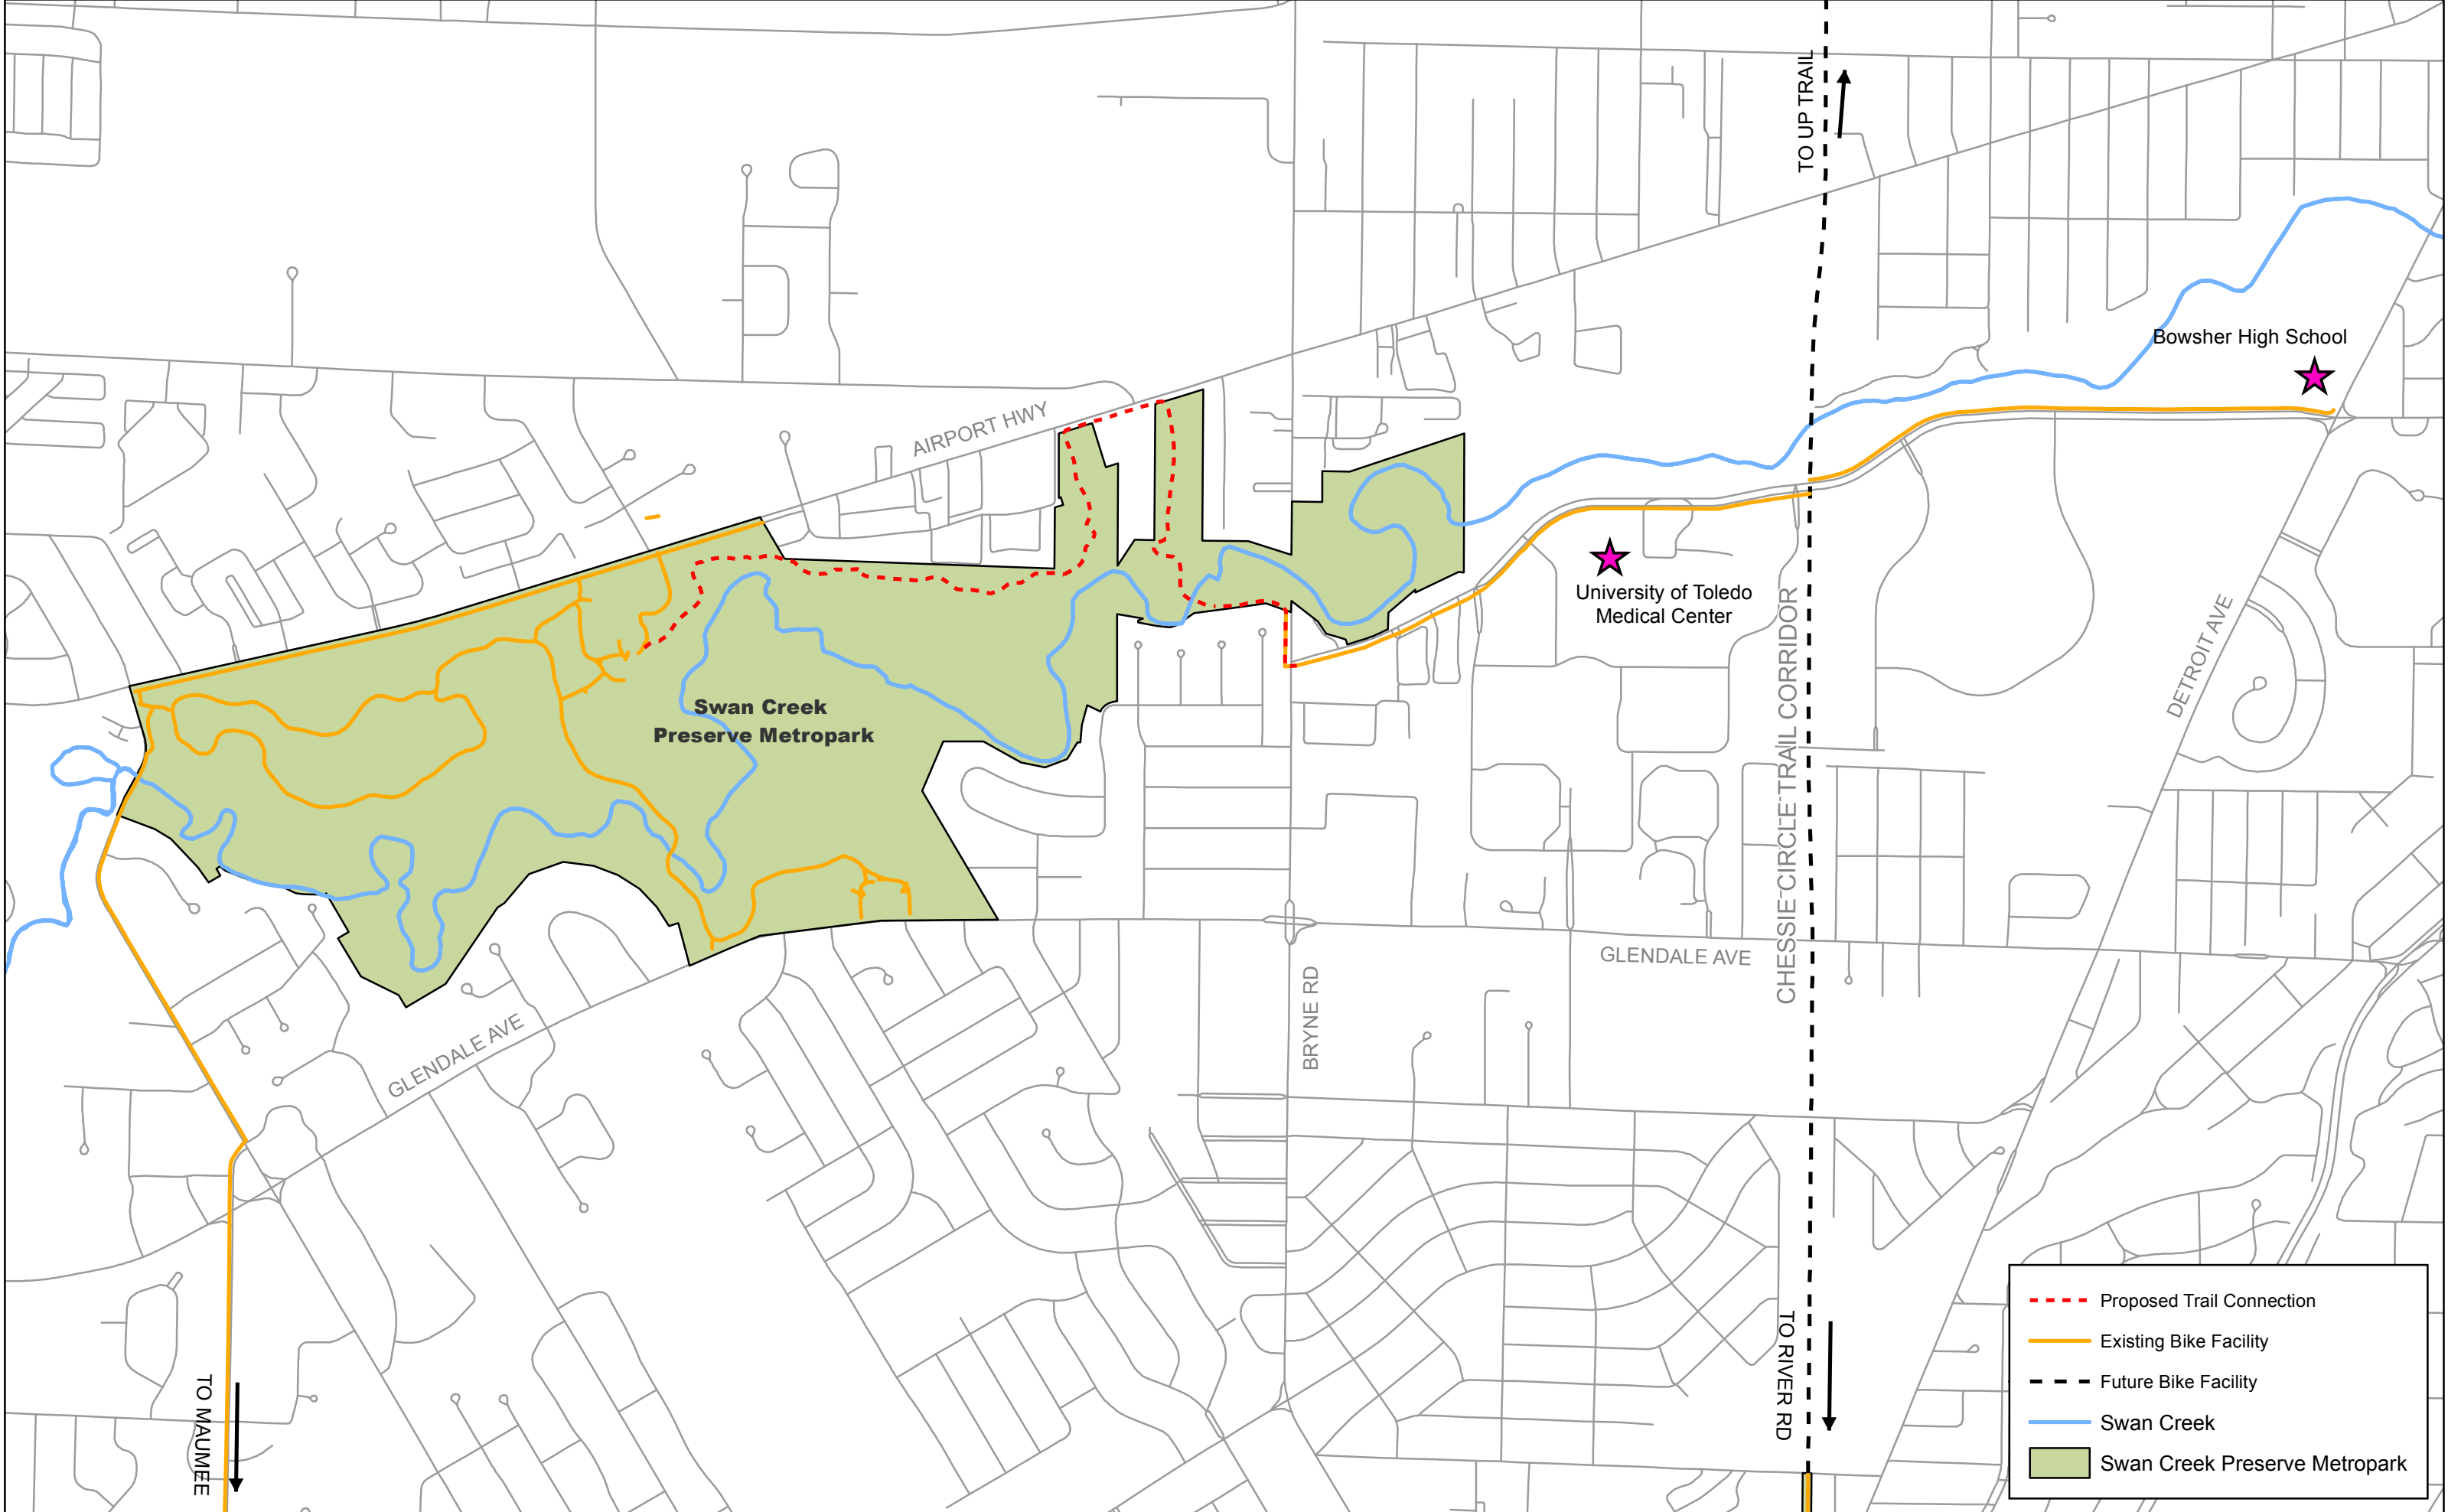 TO UP TRAIL
Bowsher High School
AIRPORT HWY
University of Toledo
Medical Center
CHESSIE CIRCLE TRAIL CORRIDOR
DETROIT AVE
Swan Creek
Preserve Metropark
GLENDALE AVE
BRYNE RD
GLENDALE AVE
TO MAUMEE
TO RIVER RD
Proposed Trail Connection
Existing Bike Facility
Future Bike Facility
Swan Creek
Swan Creek Preserve Metropark